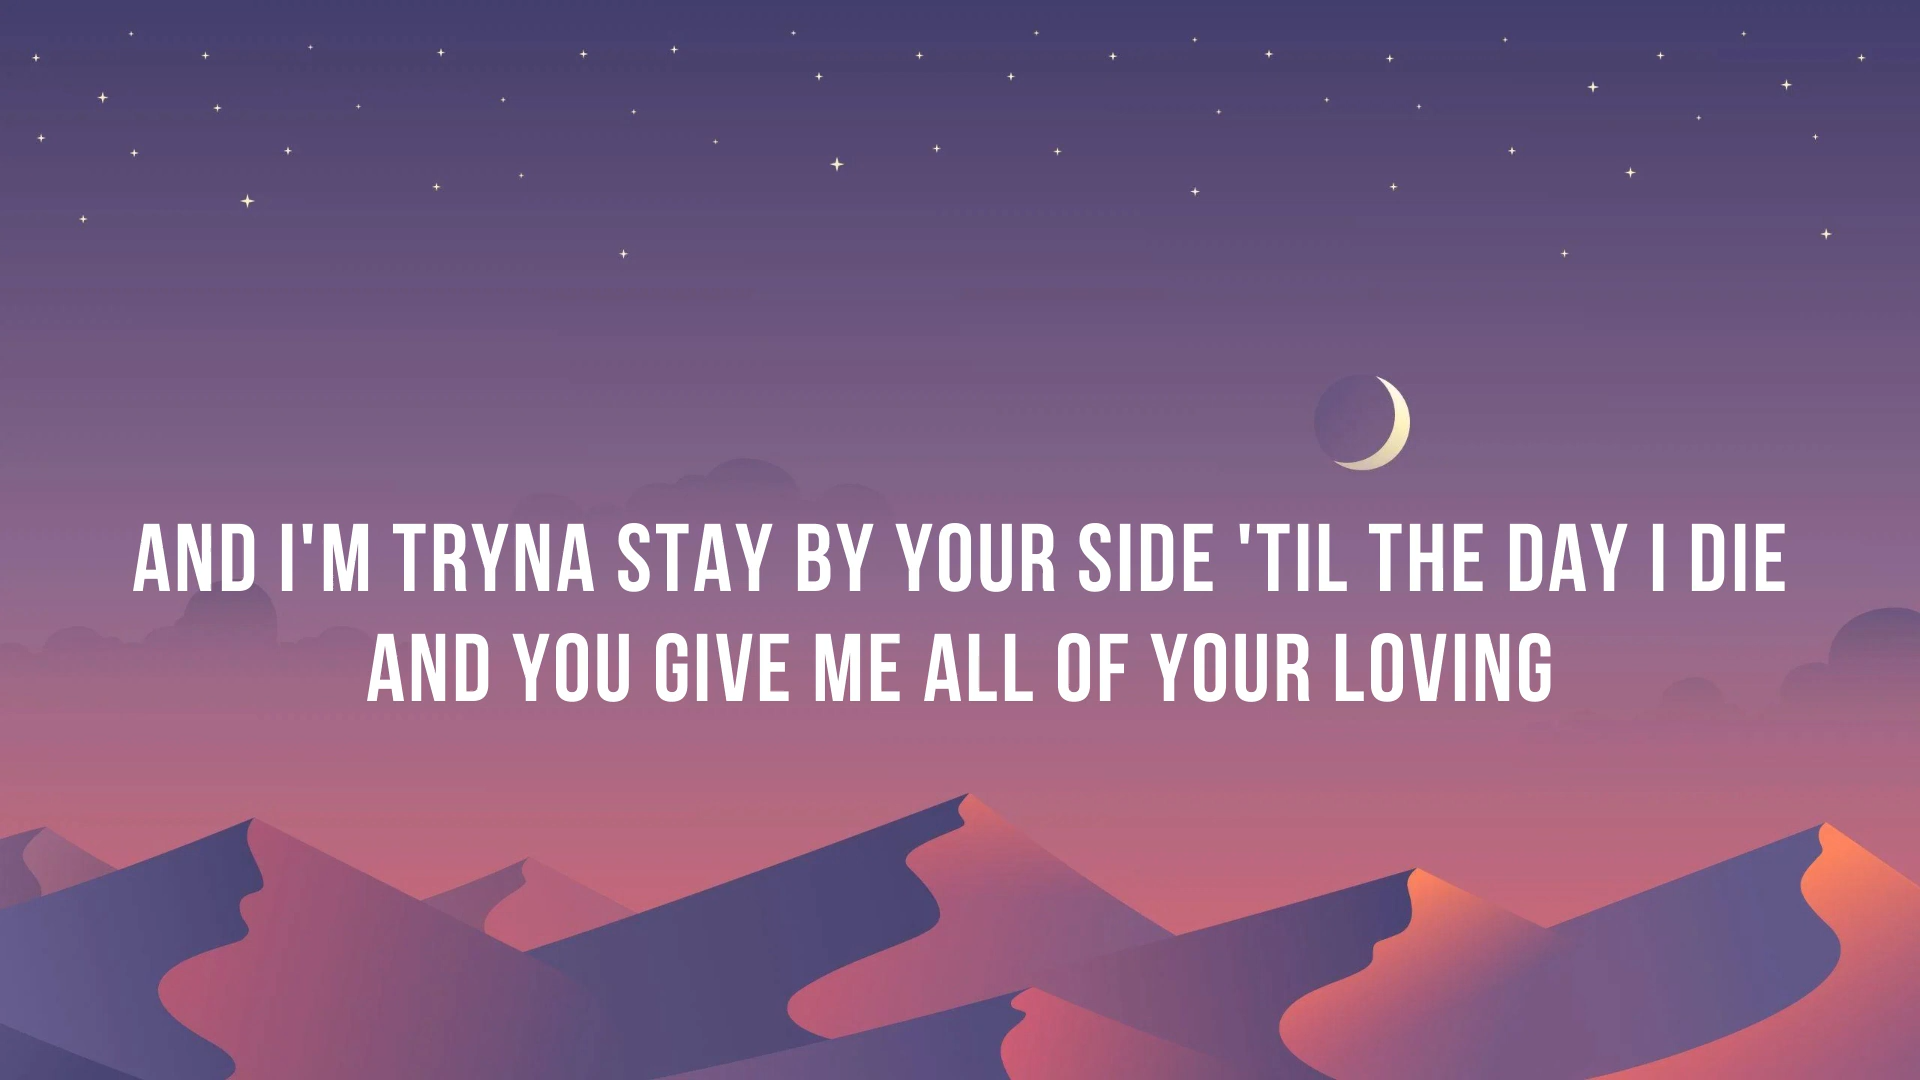 AND I'M TRYNA STAY BY YOUR SIDE 'TIL THE DAY I DIE
AND YOU GIVE ME ALL OF YOUR LOVING